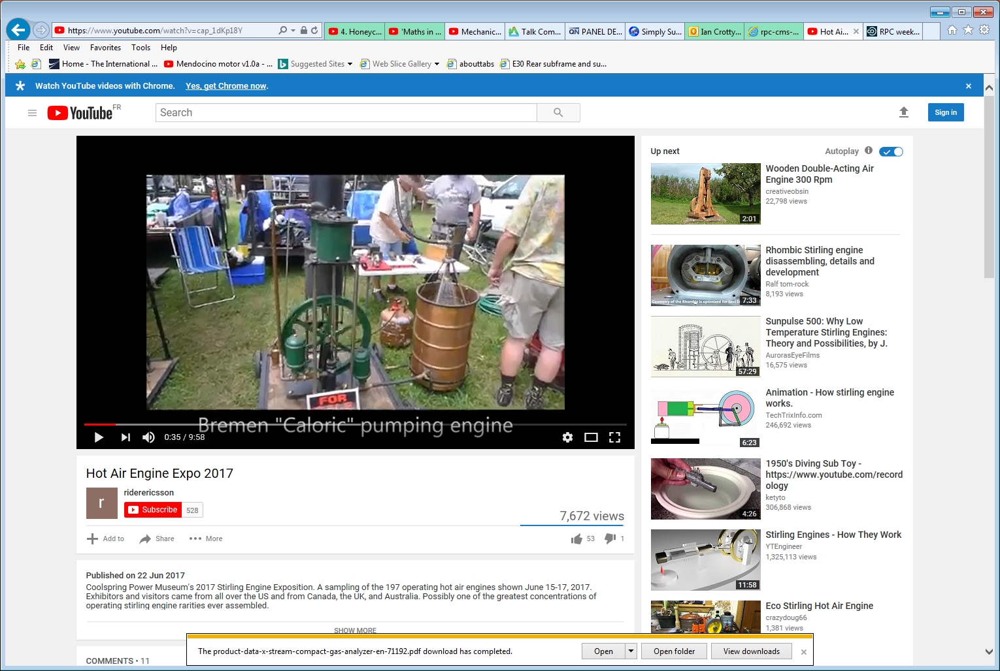 https://www.youtube.com/watch?v=cap_1dKp18Y
4. Honeyc...
'Maths in ...
Mechanic...
Talk Com...
QN PANEL DE...
Simply Su...
Ian Crotty...
rpc-cms-...
Hot Ai...
RPC week...
File Edit View Favorites Tools Help
Home - The International ...
Mendocino motor v1.0a - ...
Suggested Sites
Web Slice Gallery
abouttabs
E30 Rear subframe and su...
Watch YouTube videos with Chrome. Yes, get Chrome now.
YouTube FR
Search
Sign in
FOR
Bremen "Caloric" pumping engine
0:35 / 9:58
Hot Air Engine Expo 2017
r
riderericsson
Subscribe 528
7,672 views
Add to Share More
53 1
Published on 22 Jun 2017
Coolspring Power Museum's 2017 Stirling Engine Exposition. A sampling of the 197 operating hot air engines shown June 15-17, 2017.
Exhibitors and visitors came from all over the US and from Canada, the UK, and Australia. Possibly one of the greatest concentrations of
operating stirling engine rarities ever assembled.
SHOW MORE
COMMENTS • 11
Up next
Autoplay
2:01
Wooden Double-Acting Air
Engine 300 Rpm
creativeobsin
22,798 views
Geometry of the Rhombic is optimized for best
7:33
Rhombic Stirling engine
disassembling, details and
development
Ralf tom-rock
8,193 views
57:29
Sunpulse 500: Why Low
Temperature Stirling Engines:
Theory and Possibilities, by J.
AurorasEyeFilms
16,575 views
6:23
Animation - How stirling engine
works.
TechTrixInfo.com
246,692 views
4:26
1950's Diving Sub Toy -
https://www.youtube.com/record
ology
ketyto
306,868 views
11:58
Stirling Engines - How They Work
YTEngineer
1,325,113 views
Eco Stirling Hot Air Engine
crazydoug66
1,381 views
The product-data-x-stream-compact-gas-analyzer-en-71192.pdf download has completed.
Open
Open folder
View downloads